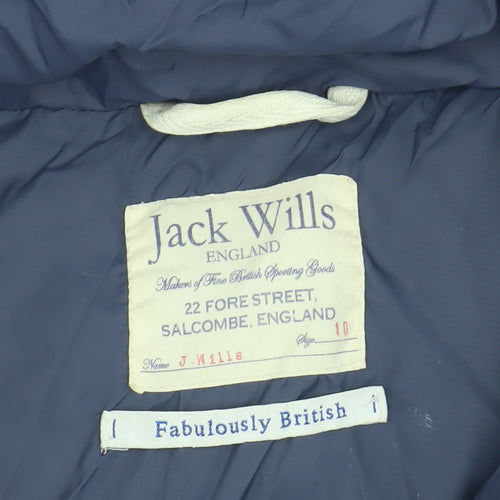 Jack Wills
ENGLAND
Makers of Fine British Sporting Goods
22 FORE STREET,
SALCOMBE, ENGLAND
Size 10
Name J.Wills
Fabulously British